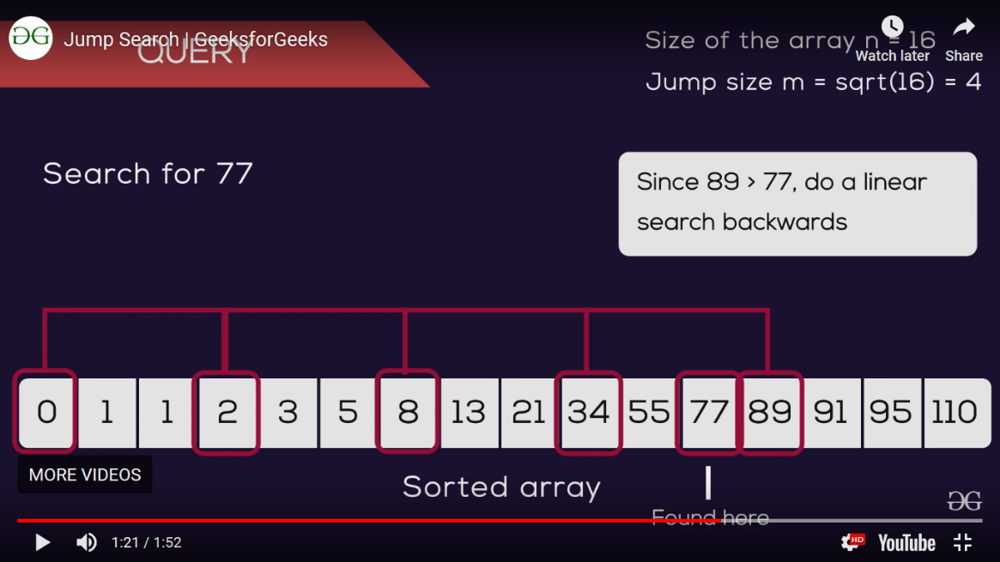 Jump Search | GeeksforGeeks
QUERY
Size of the array n = 16
Watch later
Share
Jump size m = sqrt(16) = 4
Search for 77
Since 89 > 77, do a linear
search backwards
0 1 1 2 3 5 8 13 21 34 55 77 89 91 95 110
MORE VIDEOS
Sorted array
Found here
1:21 / 1:52
HD
YouTube